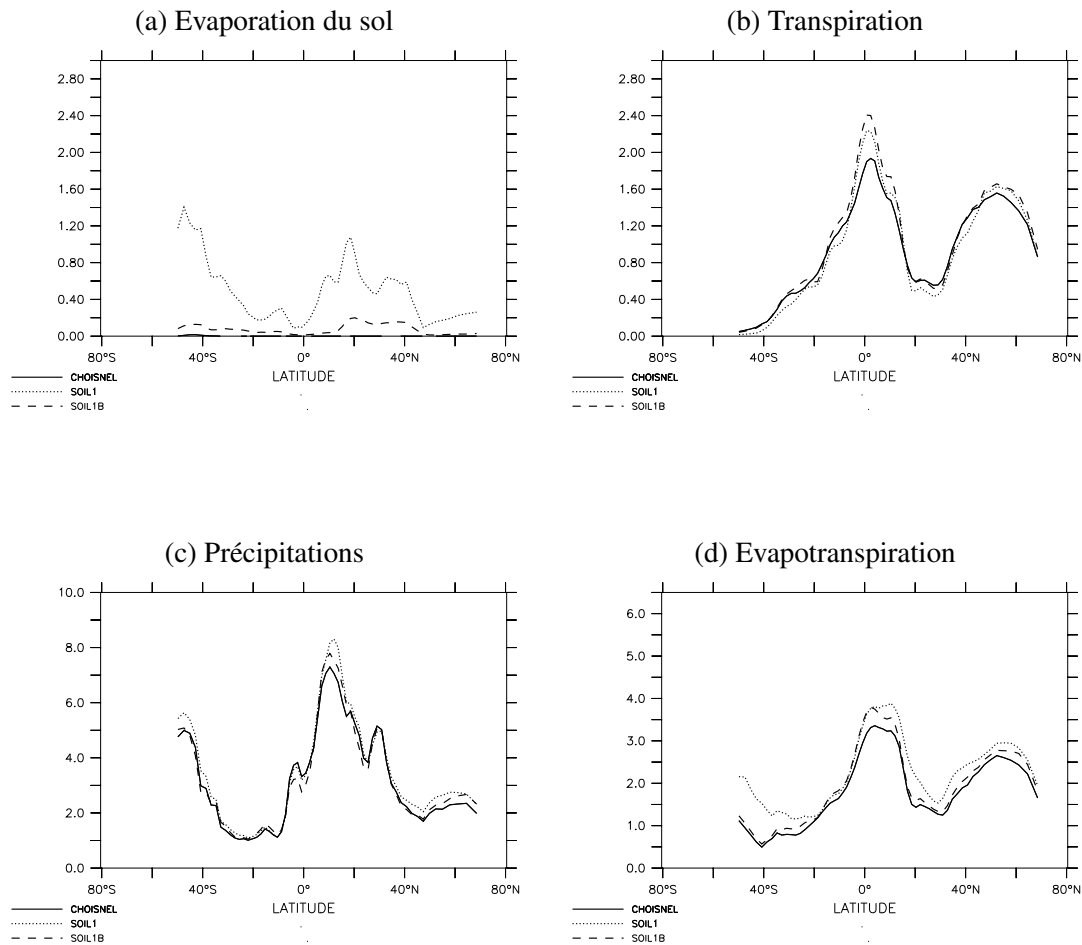 (a) Evaporation du sol
2.80
2.40
2.00
1.60
1.20
0.80
0.40
0.00
80°S 40°S 0° 40°N 80°N
LATITUDE
CHOISNEL
SOIL1
SOIL1B
(b) Transpiration
2.80
2.40
2.00
1.60
1.20
0.80
0.40
0.00
80°S 40°S 0° 40°N 80°N
LATITUDE
CHOISNEL
SOIL1
SOIL1B
(c) Précipitations
10.0
8.0
6.0
4.0
2.0
0.0
80°S 40°S 0° 40°N 80°N
LATITUDE
CHOISNEL
SOIL1
SOIL1B
(d) Evapotranspiration
6.0
5.0
4.0
3.0
2.0
1.0
0.0
80°S 40°S 0° 40°N 80°N
LATITUDE
CHOISNEL
SOIL1
SOIL1B